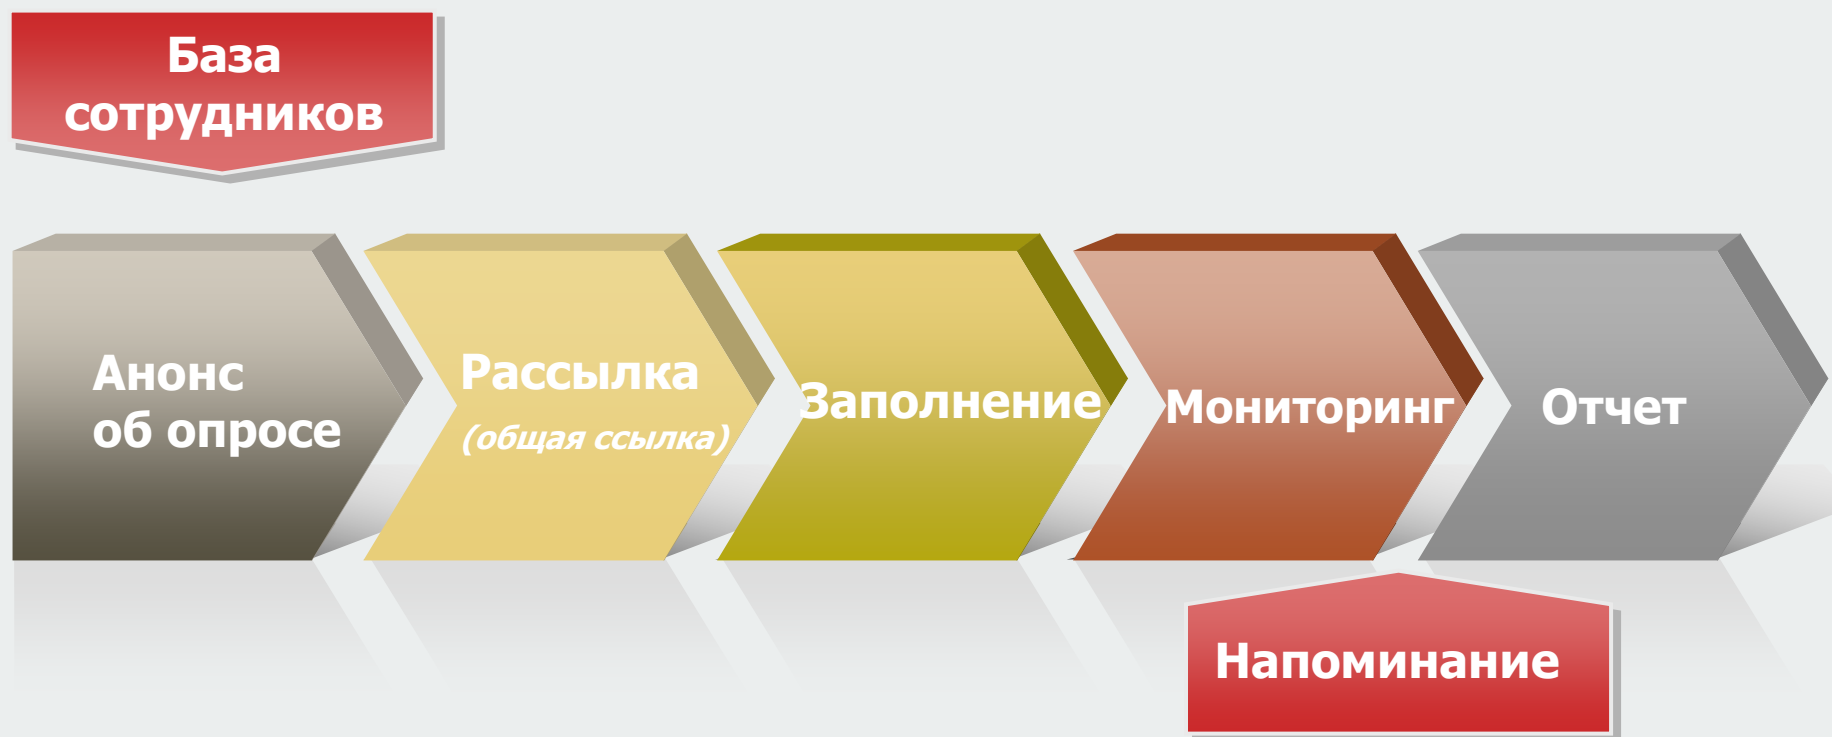 База
сотрудников
Анонс
об опросе
Рассылка
(общая ссылка)
Заполнение
Мониторинг
Отчет
Напоминание